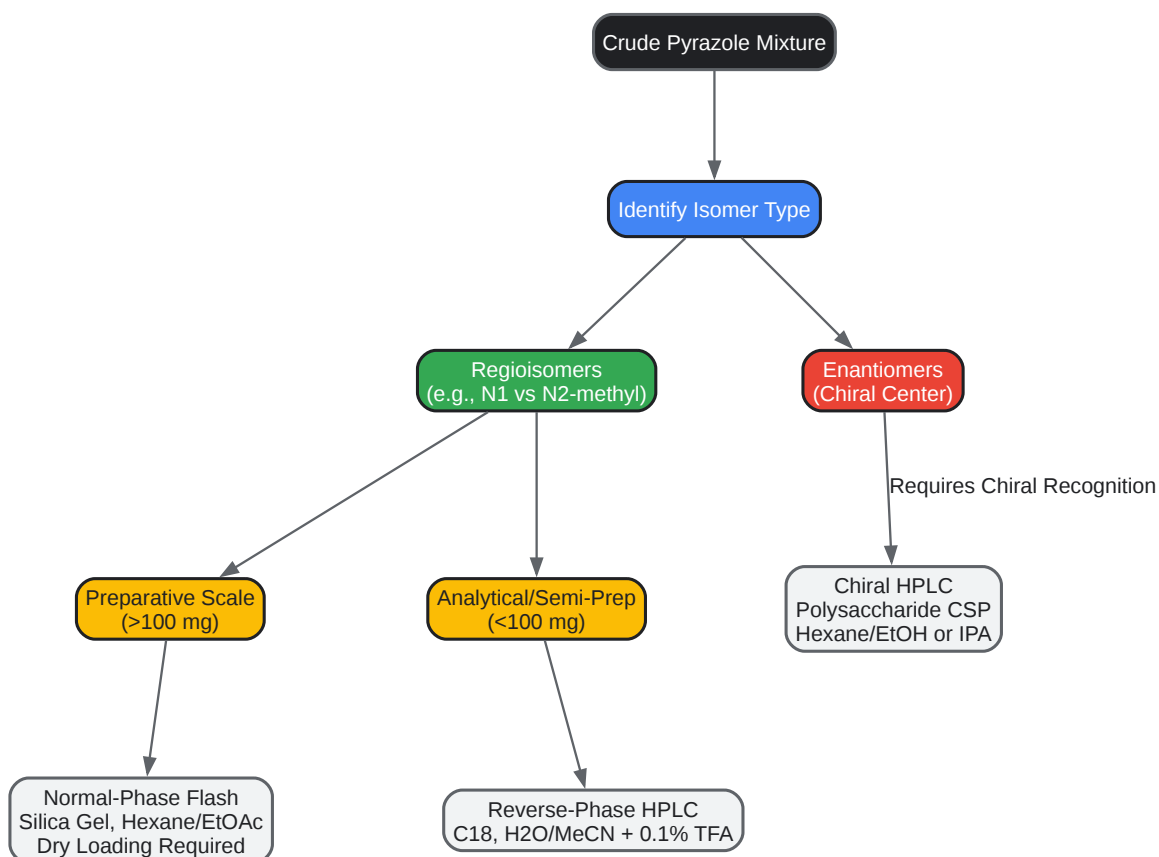 Crude Pyrazole Mixture
Identify Isomer Type
Regioisomers
(e.g., N1 vs N2-methyl)
Enantiomers
(Chiral Center)
Requires Chiral Recognition
Preparative Scale
(>100 mg)
Analytical/Semi-Prep
(<100 mg)
Chiral HPLC
Polysaccharide CSP
Hexane/EtOH or IPA
Normal-Phase Flash
Silica Gel, Hexane/EtOAc
Dry Loading Required
Reverse-Phase HPLC
C18, H2O/MeCN + 0.1% TFA